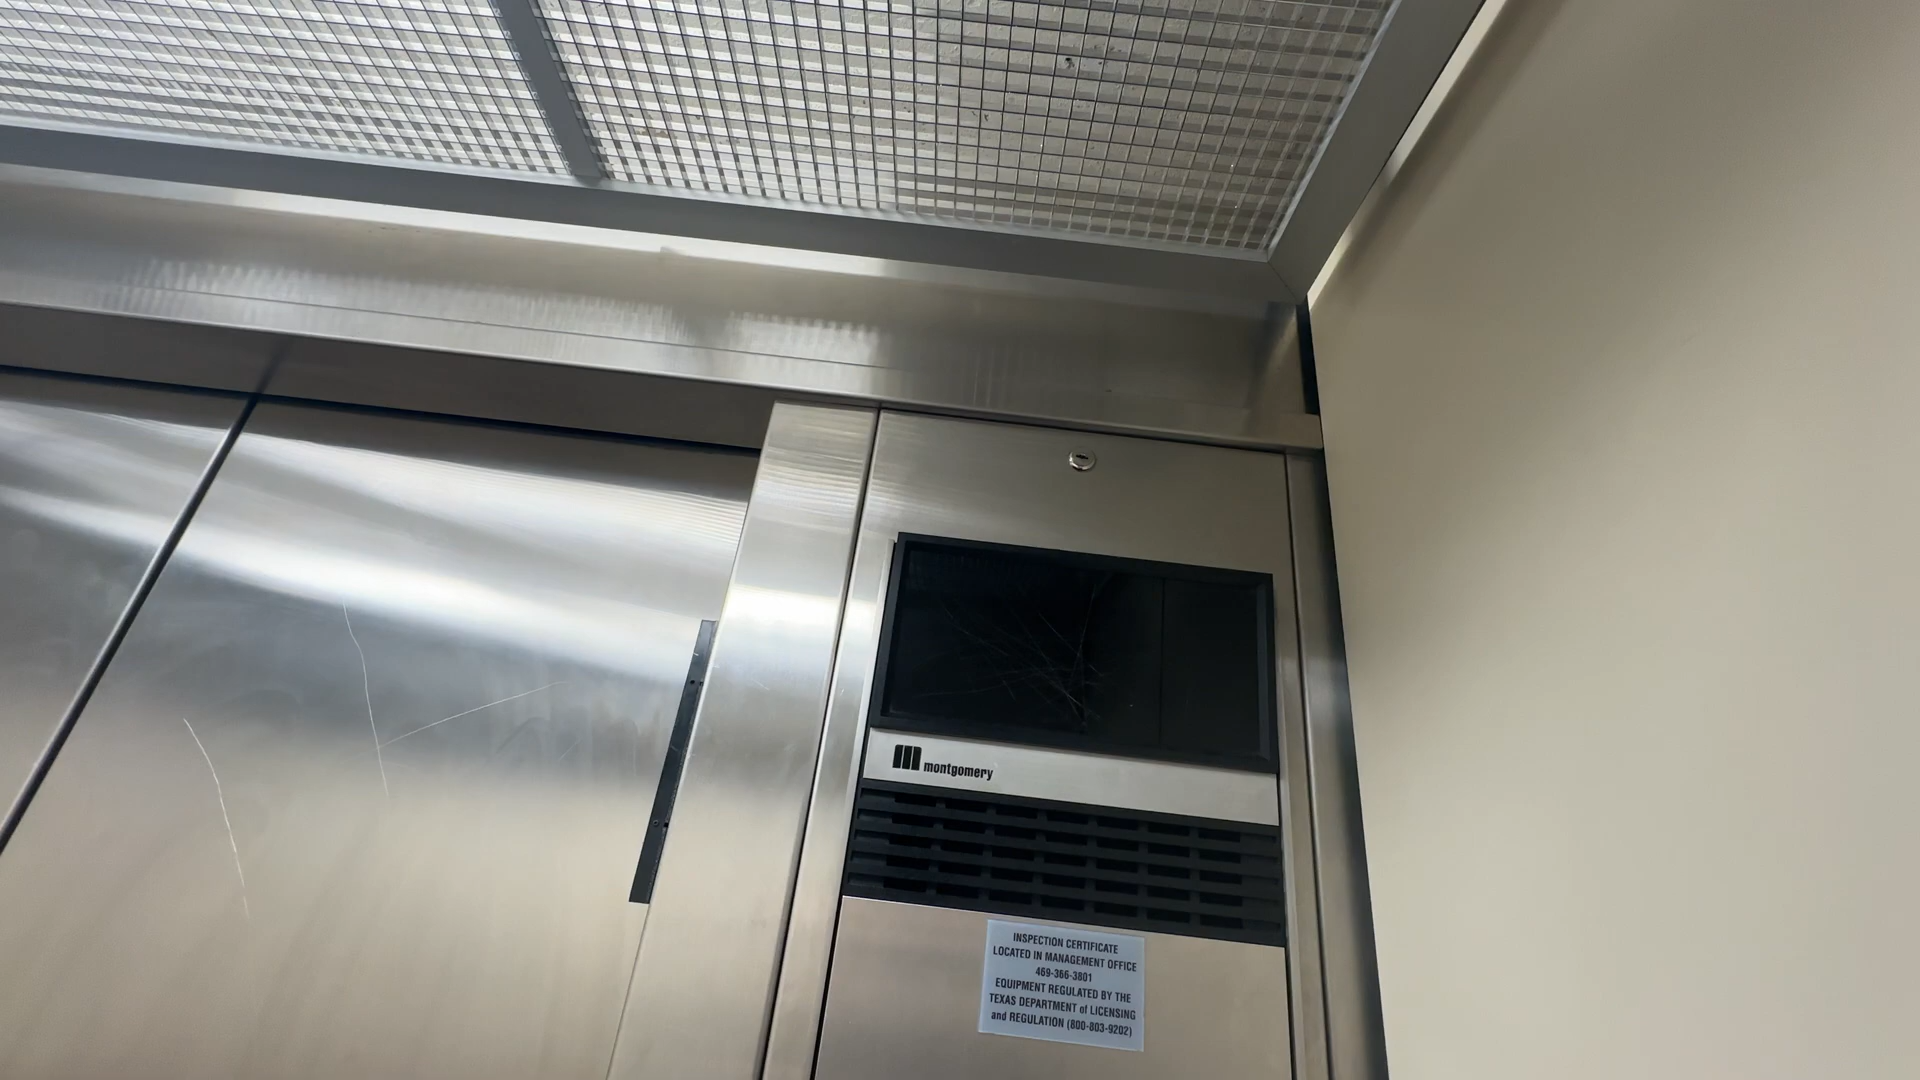 montgomery
INSPECTION CERTIFICATE
LOCATED IN MANAGEMENT OFFICE
469-366-3801
EQUIPMENT REGULATED BY THE
TEXAS DEPARTMENT of LICENSING
and REGULATION (800-803-9202)